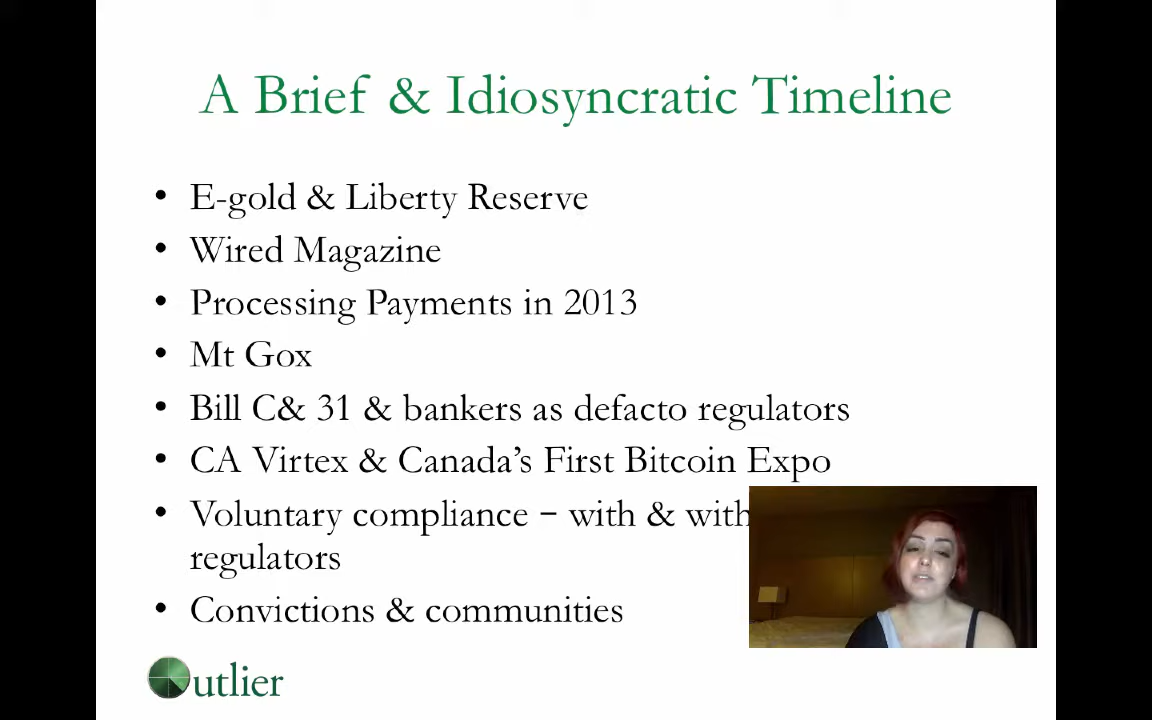 A Brief & Idiosyncratic Timeline
• E-gold & Liberty Reserve
• Wired Magazine
• Processing Payments in 2013
• Mt Gox
• Bill C& 31 & bankers as defacto regulators
• CA Virtex & Canada’s First Bitcoin Expo
• Voluntary compliance – with & with
regulators
• Convictions & communities
Outlier